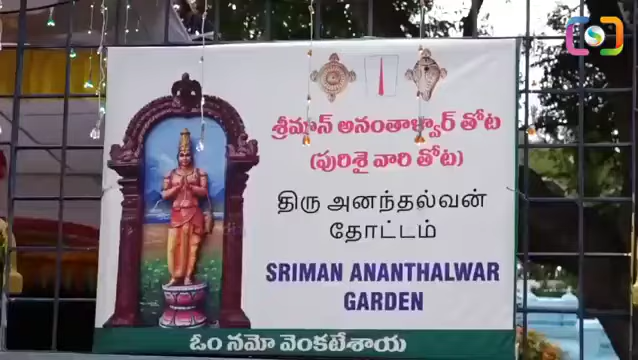 శ్రీమాన్ అనంతాళ్వార్ తోట
(పురిశై వారి తోట)
திரு அனந்தல்வன்
தோட்டம்
SRIMAN ANANTHALWAR
GARDEN
ఓం నమో వెంకటేశాయ